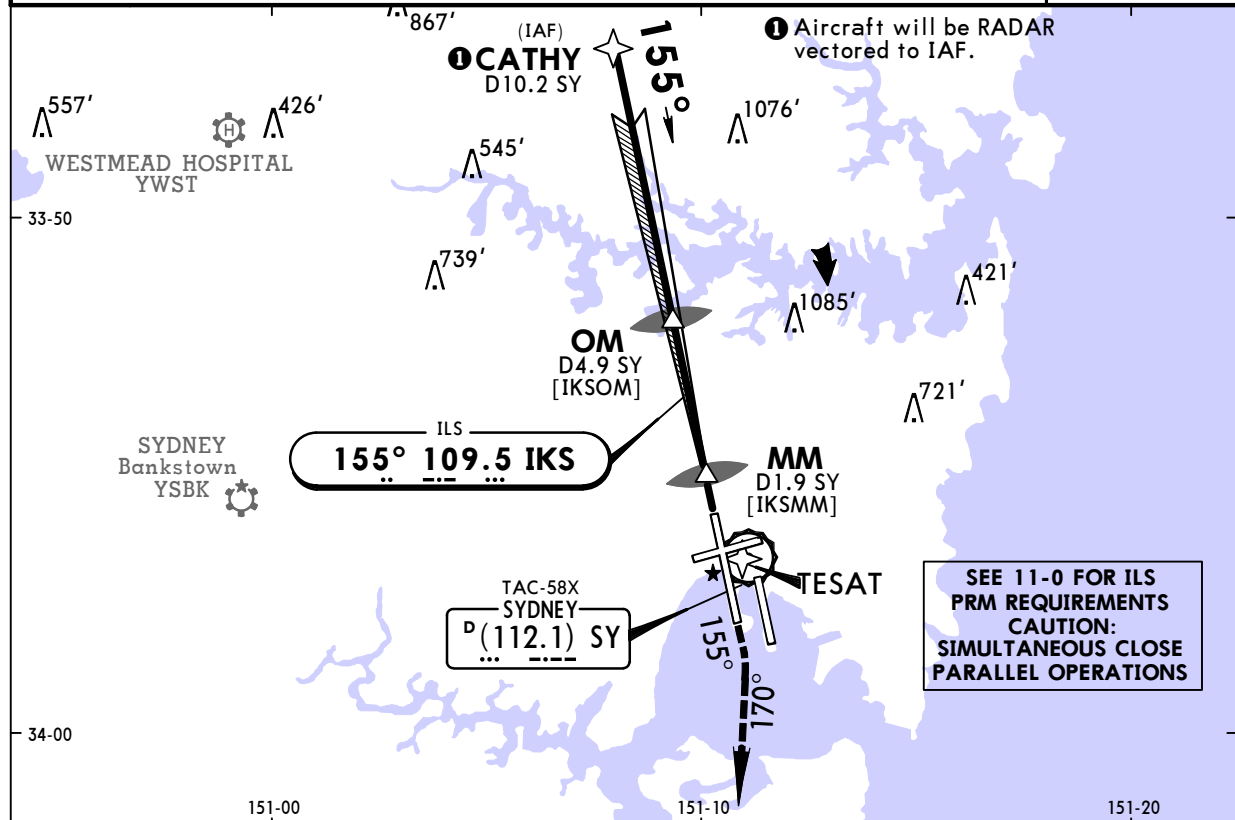 867'
(IAF)
❶CATHY
D10.2 SY
155°
❶ Aircraft will be RADAR
vectored to IAF.
557'
426'
1076'
H
WESTMEAD HOSPITAL
YWST
545'
33-50
739'
421'
1085'
OM
D4.9 SY
[IKSOM]
721'
ILS
155° 109.5 IKS
SYDNEY
Bankstown
YSBK
MM
D1.9 SY
[IKSMM]
TESAT
TAC-58X
SYDNEY
D (112.1) SY
155°
170°
SEE 11-0 FOR ILS
PRM REQUIREMENTS
CAUTION:
SIMULTANEOUS CLOSE
PARALLEL OPERATIONS
34-00
151-00
151-10
151-20